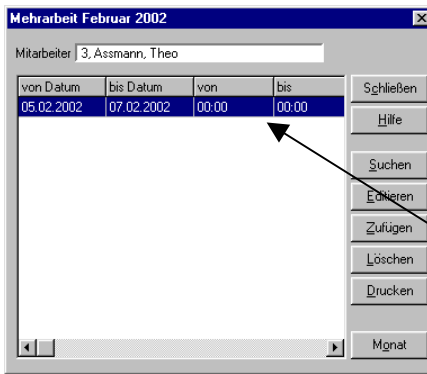 Mehrarbeit Februar 2002
Mitarbeiter 3, Assmann, Theo
von Datum bis Datum von bis
05.02.2002 07.02.2002 00:00 00:00
Schließen
Hilfe
Suchen
Editieren
Zufügen
Löschen
Drucken
Monat